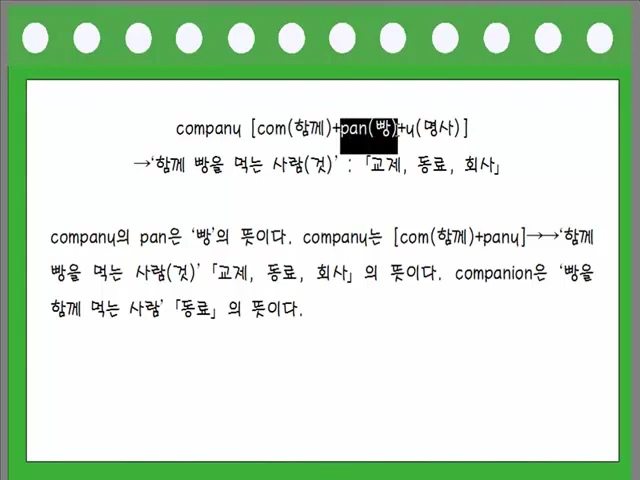 company [com(함께)+pan(빵)+y(명사)]
→‘함께 빵을 먹는 사람(것)’ : 「교제, 동료, 회사」
company의 pan은 ‘빵’의 뜻이다. company는 [com(함께)+pany]→→‘함께
빵을 먹는 사람(것)’「교제, 동료, 회사」의 뜻이다. companion은 ‘빵을
함께 먹는 사람’「동료」의 뜻이다.